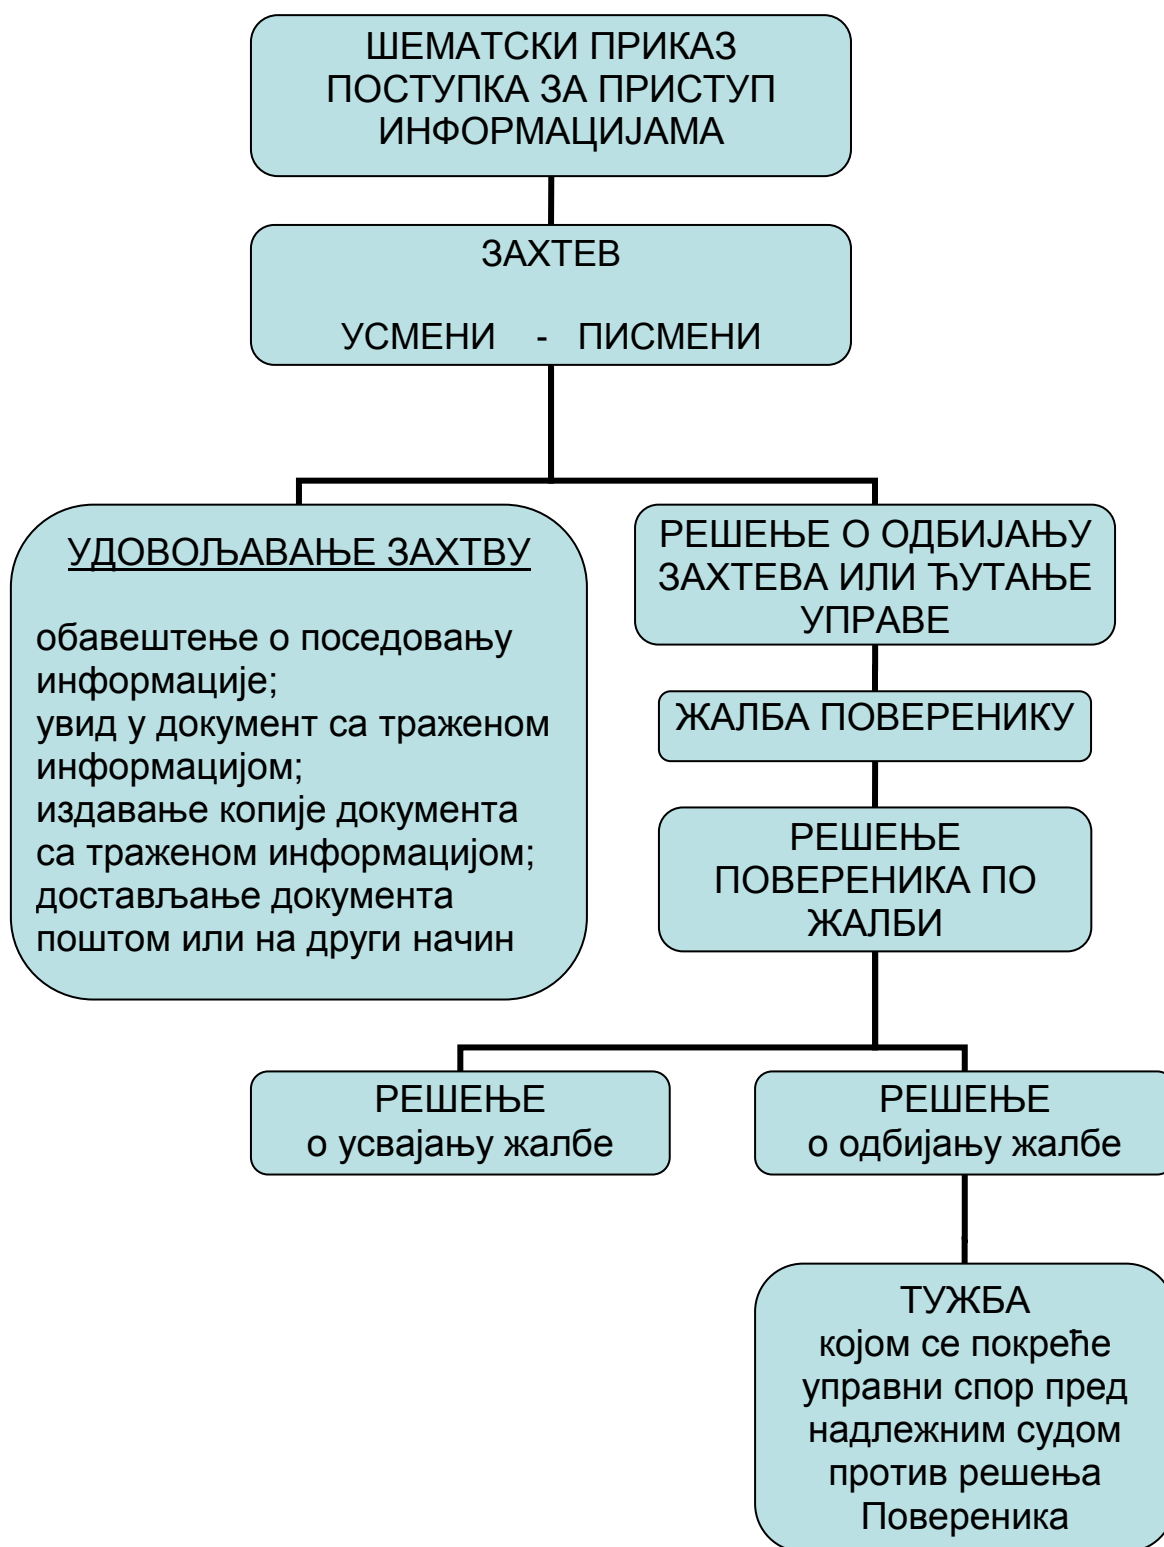 ШЕМАТСКИ ПРИКАЗ
ПОСТУПКА ЗА ПРИСТУП
ИНФОРМАЦИЈАМА
ЗАХТЕВ
УСМЕНИ - ПИСМЕНИ
УДОВОЉАВАЊЕ ЗАХТВУ
обавештење о поседовању
информације;
увид у документ са траженом
информацијом;
издавање копије документа
са траженом информацијом;
достављање документа
поштом или на други начин
РЕШЕЊЕ О ОДБИЈАЊУ
ЗАХТЕВА ИЛИ ЋУТАЊЕ
УПРАВЕ
ЖАЛБА ПОВЕРЕНИКУ
РЕШЕЊЕ
ПОВЕРЕНИКА ПО
ЖАЛБИ
РЕШЕЊЕ
о усвајању жалбе
РЕШЕЊЕ
о одбијању жалбе
ТУЖБА
којом се покреће
управни спор пред
надлежним судом
против решења
Повереника